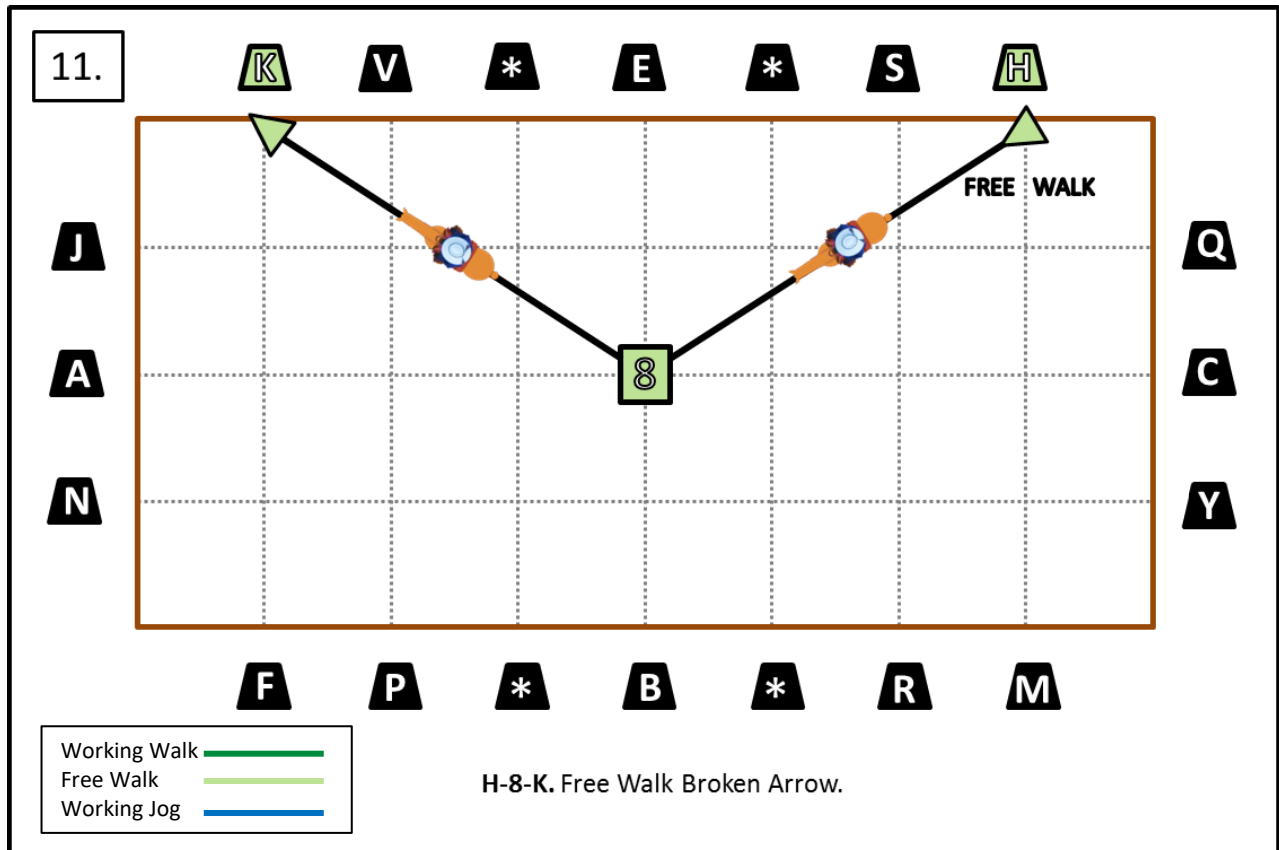 11.
K V * E * S H
FREE WALK
J Q
8
A C
N Y
F P * B * R M
Working Walk
Free Walk
Working Jog
H-8-K. Free Walk Broken Arrow.